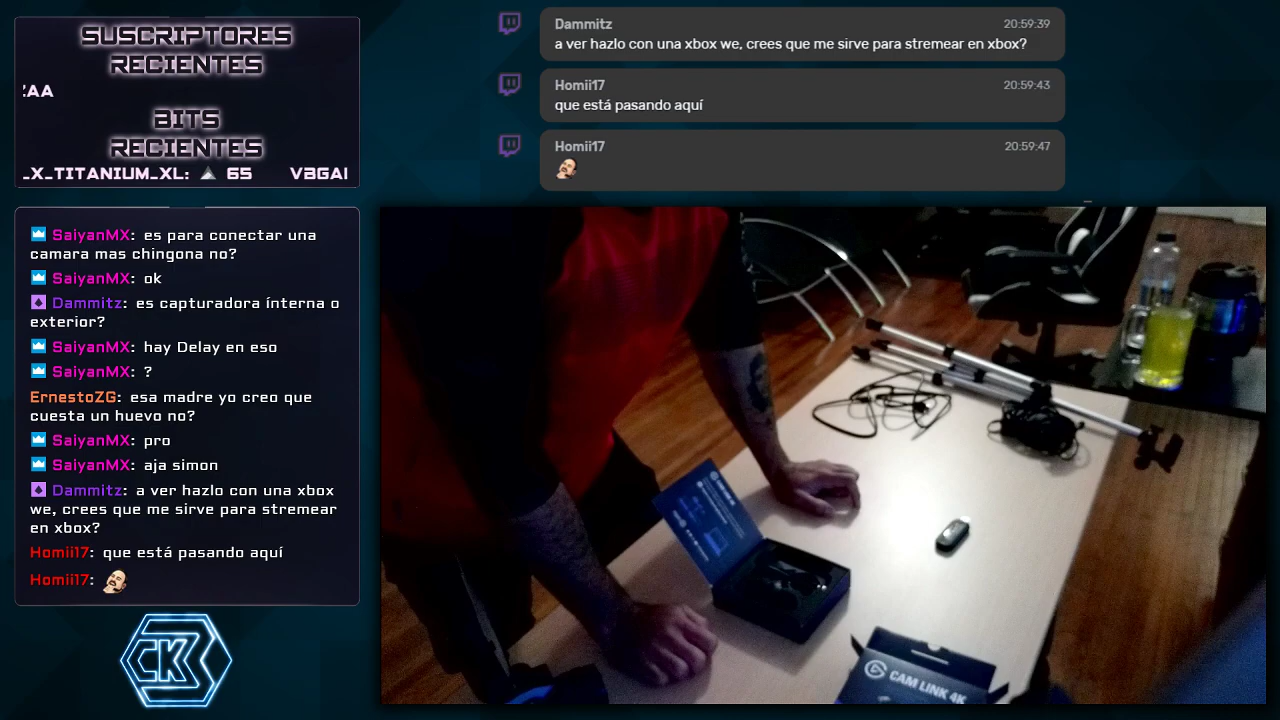 SUSCRIPTORES
RECIENTES
ZAA
BITS
RECIENTES
_X_TITANIUM_XL: 65 VBGAI
SaiyanMX: es para conectar una
camara mas chingona no?
SaiyanMX: ok
Dammitz: es capturadora ínterna o
exterior?
SaiyanMX: hay Delay en eso
SaiyanMX: ?
ErnestoZG: esa madre yo creo que
cuesta un huevo no?
SaiyanMX: pro
SaiyanMX: aja simon
Dammitz: a ver hazlo con una xbox
we, crees que me sirve para stremear
en xbox?
Homii17: que está pasando aquí
Homii17:
CK3
Dammitz 20:59:39
a ver hazlo con una xbox we, crees que me sirve para stremear en xbox?
Homii17 20:59:43
que está pasando aquí
Homii17 20:59:47
CAM LINK 4K